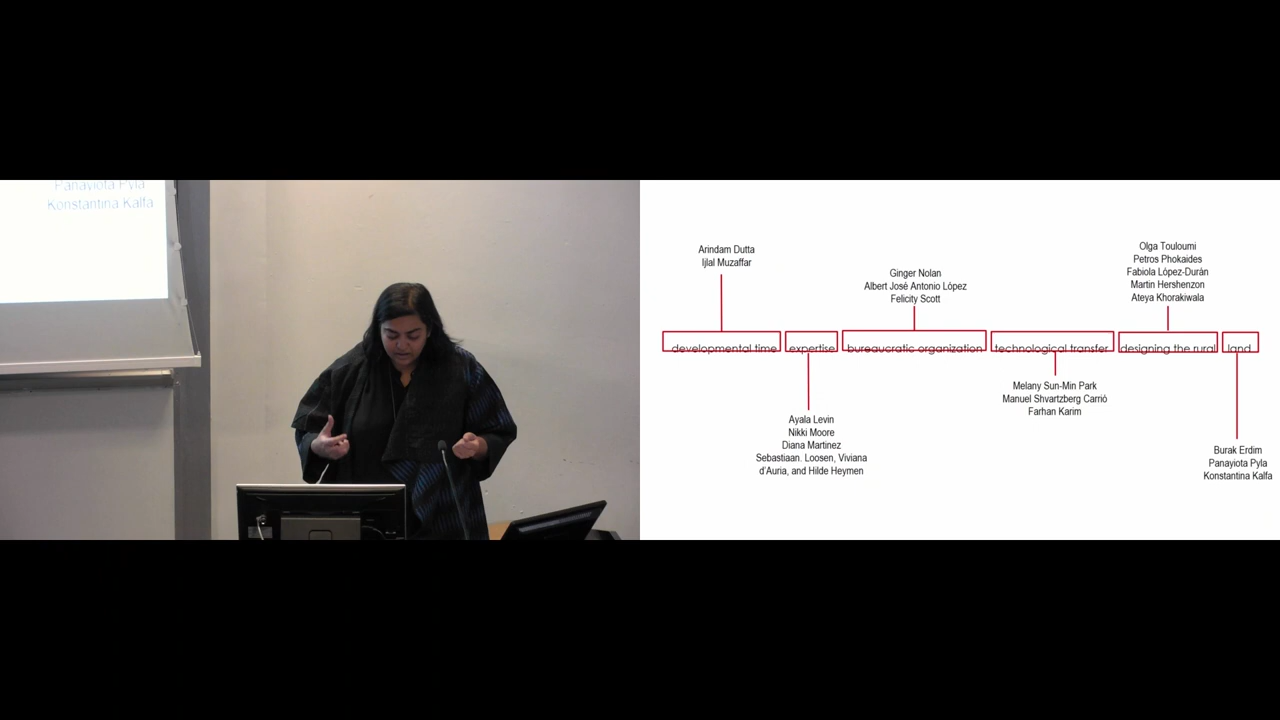 Panayiota Pyla
Konstantina Kalfa
Arindam Dutta
Ijlal Muzaffar
Ginger Nolan
Albert José Antonio López
Felicity Scott
Olga Touloumi
Petros Phokaides
Fabiola López-Durán
Martin Hershenzon
Ateya Khorakiwala
developmental time
expertise
bureaucratic organization
technological transfer
designing the rural
land
Ayala Levin
Nikki Moore
Diana Martinez
Sebastiaan. Loosen, Viviana
d'Auria, and Hilde Heymen
Melany Sun-Min Park
Manuel Shvartzberg Carrió
Farhan Karim
Burak Erdim
Panayiota Pyla
Konstantina Kalfa